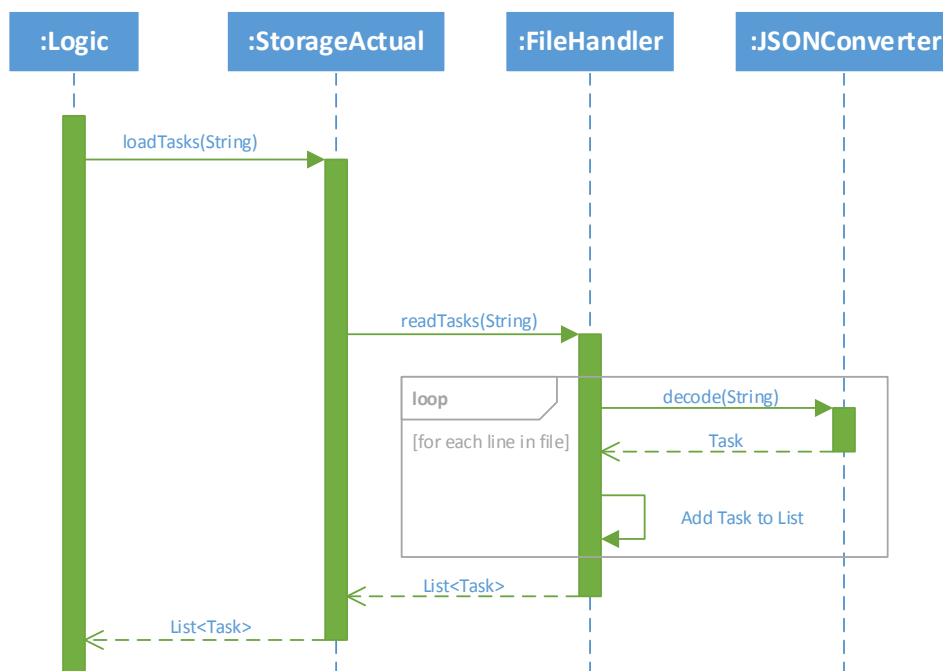 :Logic
:StorageActual
:FileHandler
:JSONConverter
loadTasks(String)
readTasks(String)
loop
decode(String)
[for each line in file]
Task
Add Task to List
List<Task>
List<Task>